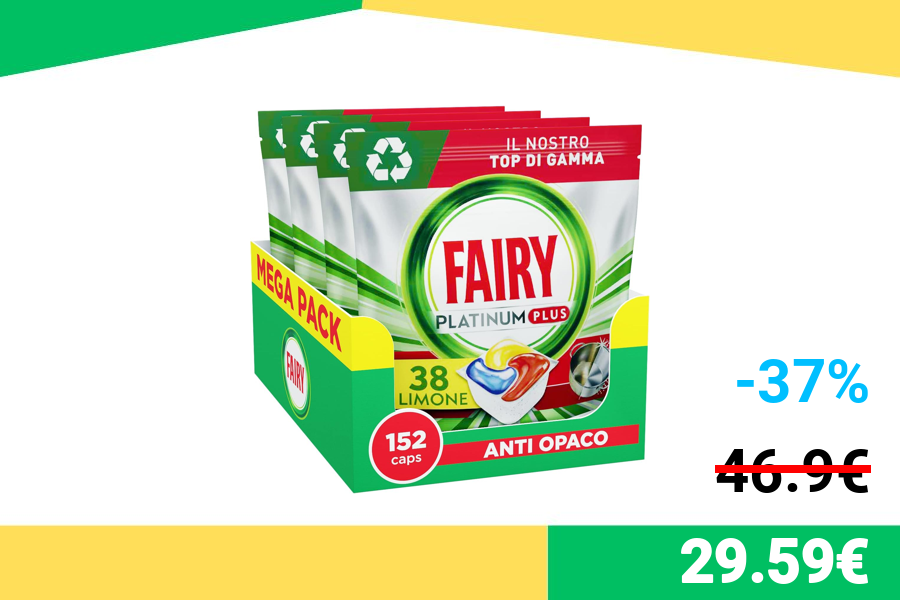 IL NOSTRO
TOP DI GAMMA
FAIRY
PLATINUM PLUS
38
LIMONE
MEGA PACK
FAIRY
152
caps
ANTI OPACO
-37%
46.9€
29.59€